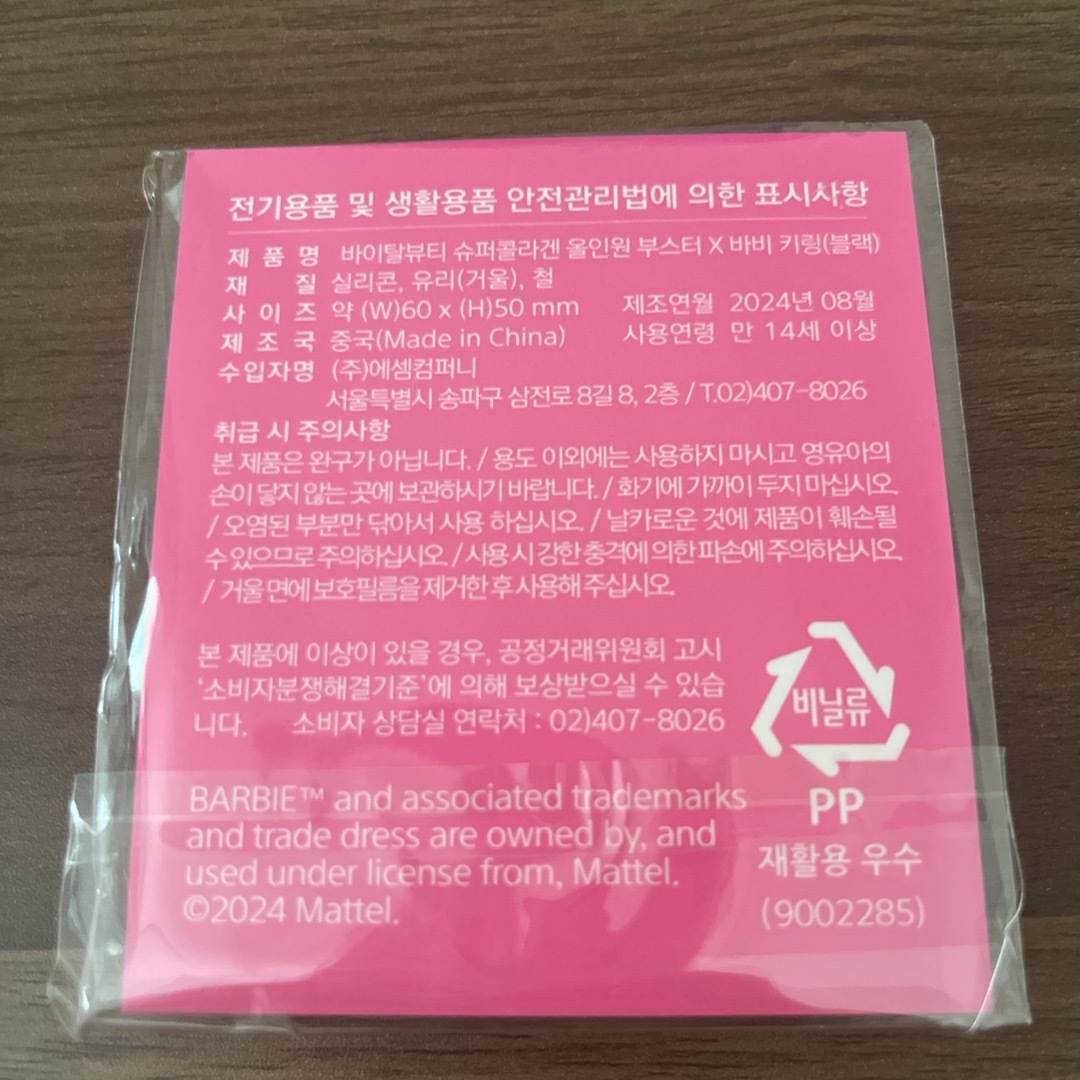 전기용품 및 생활용품 안전관리법에 의한 표시사항
제 품 명 바이탈뷰티 슈퍼콜라겐 올인원 부스터 X 바비 키링(블랙)
재 질 실리콘, 유리(거울), 철
사 이 즈 약 (W)60 x (H)50 mm 제조연월 2024년 08월
제 조 국 중국(Made in China) 사용연령 만 14세 이상
수입자명 (주)에셈컴퍼니
서울특별시 송파구 삼전로 8길 8, 2층 / T.02)407-8026
취급 시 주의사항
본 제품은 완구가 아닙니다. / 용도 이외에는 사용하지 마시고 영유아의
손이 닿지 않는 곳에 보관하시기 바랍니다. / 화기에 가까이 두지 마십시오.
/ 오염된 부분만 닦아서 사용 하십시오. / 날카로운 것에 제품이 훼손될
수 있으므로 주의하십시오. / 사용 시 강한 충격에 의한 파손에 주의하십시오.
/ 거울 면에 보호필름을 제거한 후 사용해 주십시오.
본 제품에 이상이 있을 경우, 공정거래위원회 고시
'소비자분쟁해결기준'에 의해 보상받으실 수 있습
니다. 소비자 상담실 연락처 : 02)407-8026
비닐류
PP
재활용 우수
(9002285)
BARBIE™ and associated trademarks
and trade dress are owned by, and
used under license from, Mattel.
©2024 Mattel.